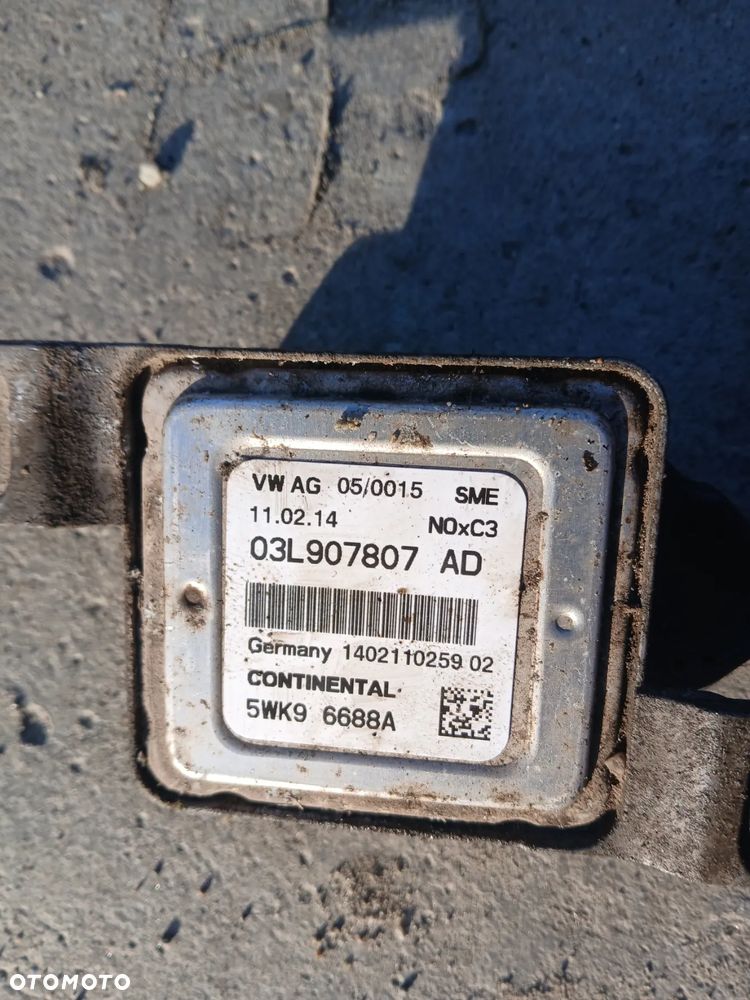 VW AG 05/0015 SME
11.02.14 NOxC3
03L907807 AD
Germany 1402110259 02
CONTINENTAL
5WK9 6688A
OTOMOTO